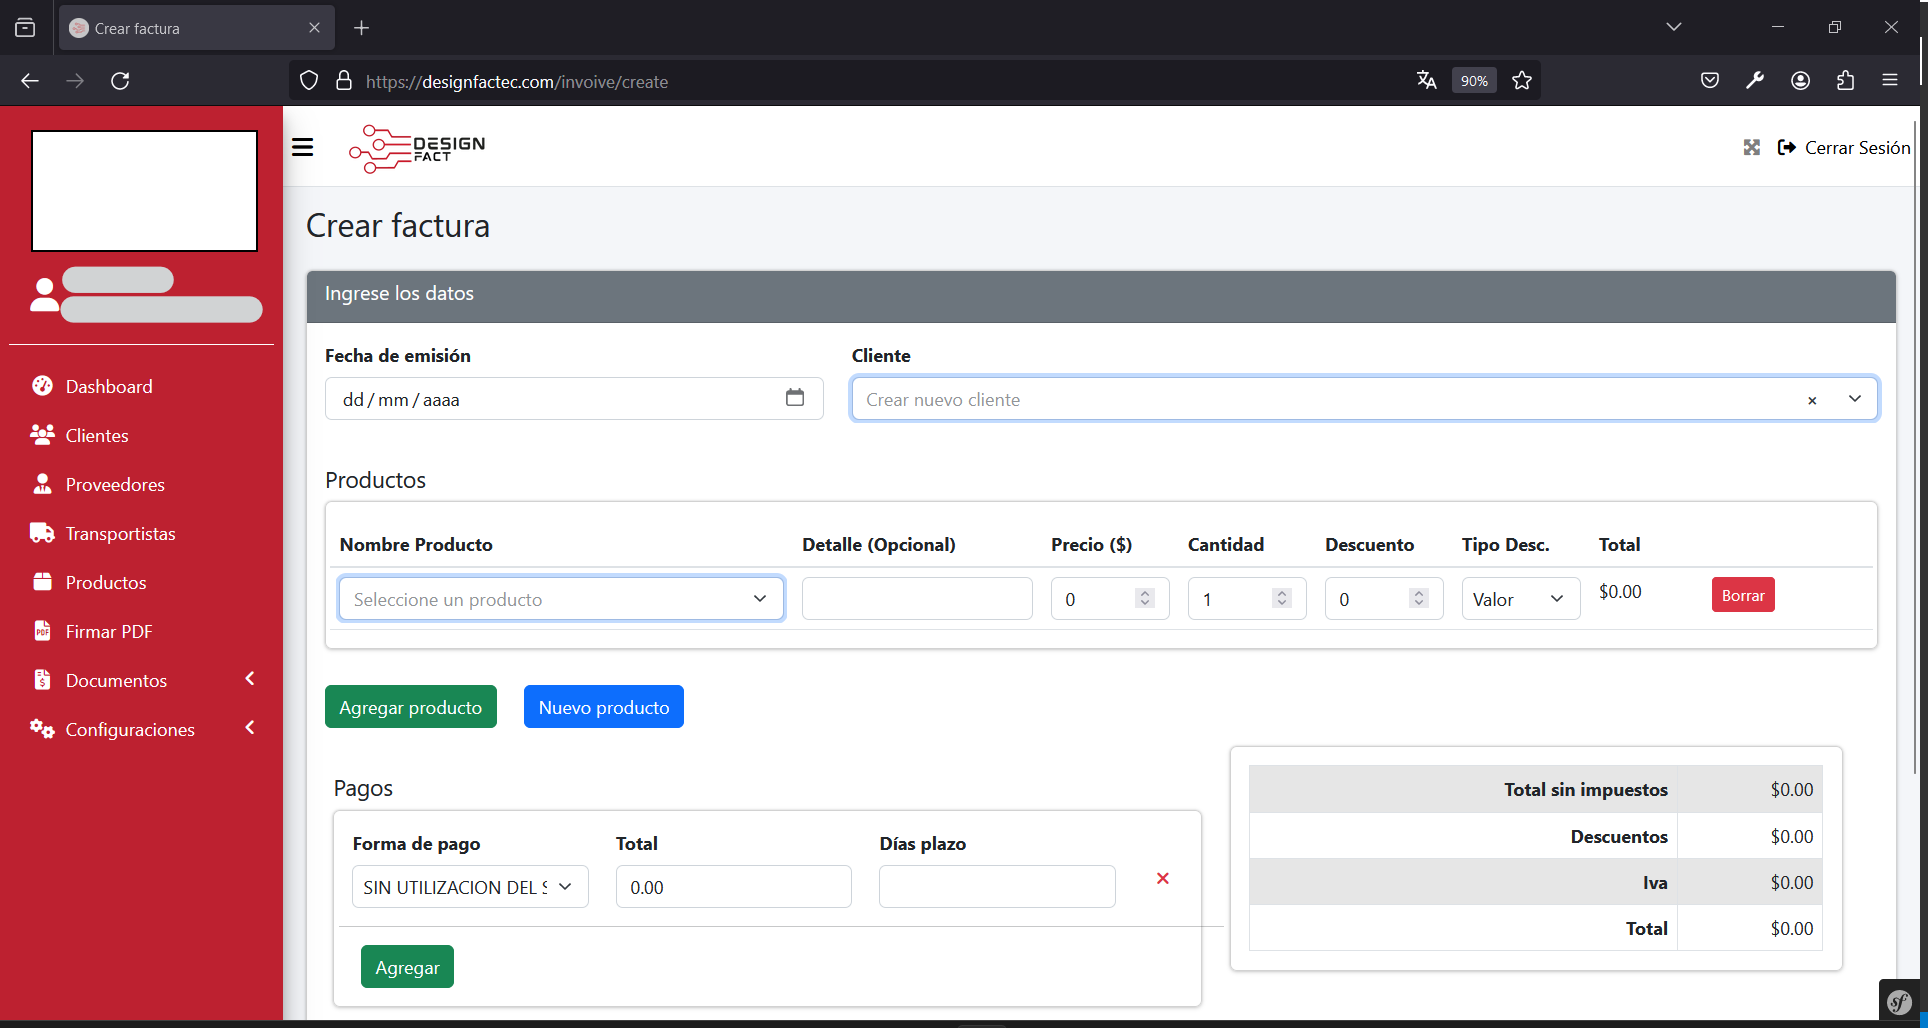 Crear factura
https://designfactec.com/invoive/create
90%
DESIGN
FACT
Cerrar Sesión
Dashboard
Clientes
Proveedores
Transportistas
Productos
PDF
Firmar PDF
Documentos
Configuraciones
Crear factura
Ingrese los datos
Fecha de emisión
Cliente
dd/mm/aaaa
Crear nuevo cliente ×
Productos
Nombre Producto Detalle (Opcional) Precio ($) Cantidad Descuento Tipo Desc. Total
Seleccione un producto 0 1 0 Valor $0.00 Borrar
Agregar producto Nuevo producto
Pagos
Forma de pago Total Días plazo
SIN UTILIZACION DEL S 0.00
Agregar
Total sin impuestos $0.00
Descuentos $0.00
Iva $0.00
Total $0.00
sf